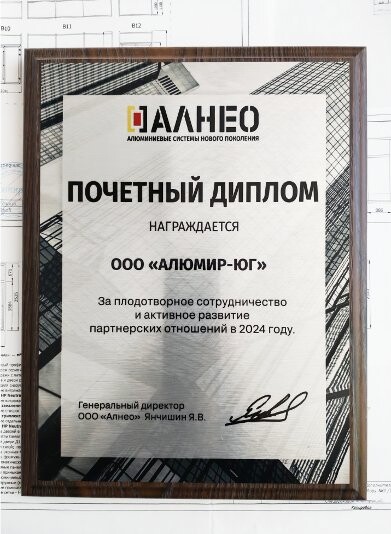 АЛНЕО
АЛЮМИНИЕВЫЕ СИСТЕМЫ НОВОГО ПОКОЛЕНИЯ
ПОЧЕТНЫЙ ДИПЛОМ
НАГРАЖДАЕТСЯ
ООО «АЛЮМИР-ЮГ»
За плодотворное сотрудничество
и активное развитие
партнерских отношений в 2024 году.
Генеральный директор
ООО «Алнео» Янчишин Я.В.